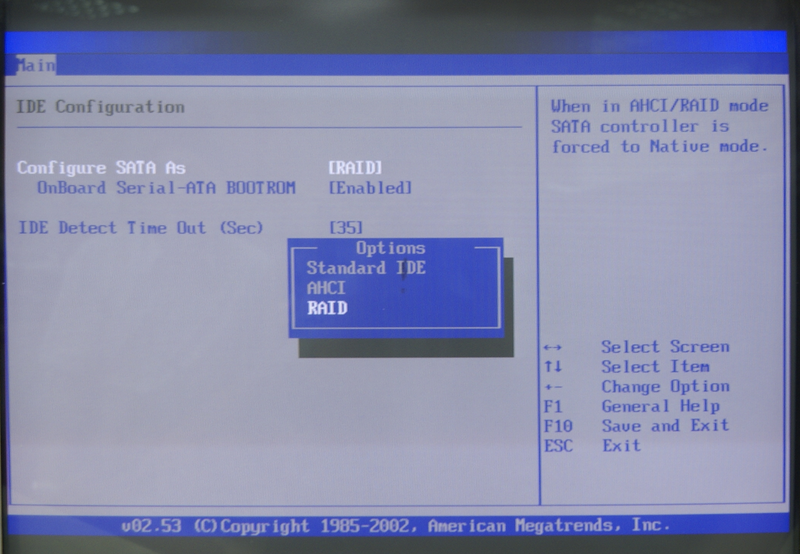 Main
IDE Configuration
Configure SATA As [RAID]
OnBoard Serial-ATA BOOTROM [Enabled]
IDE Detect Time Out (Sec) [35]
Options
Standard IDE
AHCI
RAID
When in AHCI/RAID mode
SATA controller is
forced to Native mode.
↔ Select Screen
↑↓ Select Item
+- Change Option
F1 General Help
F10 Save and Exit
ESC Exit
v02.53 (C)Copyright 1985-2002, American Megatrends, Inc.